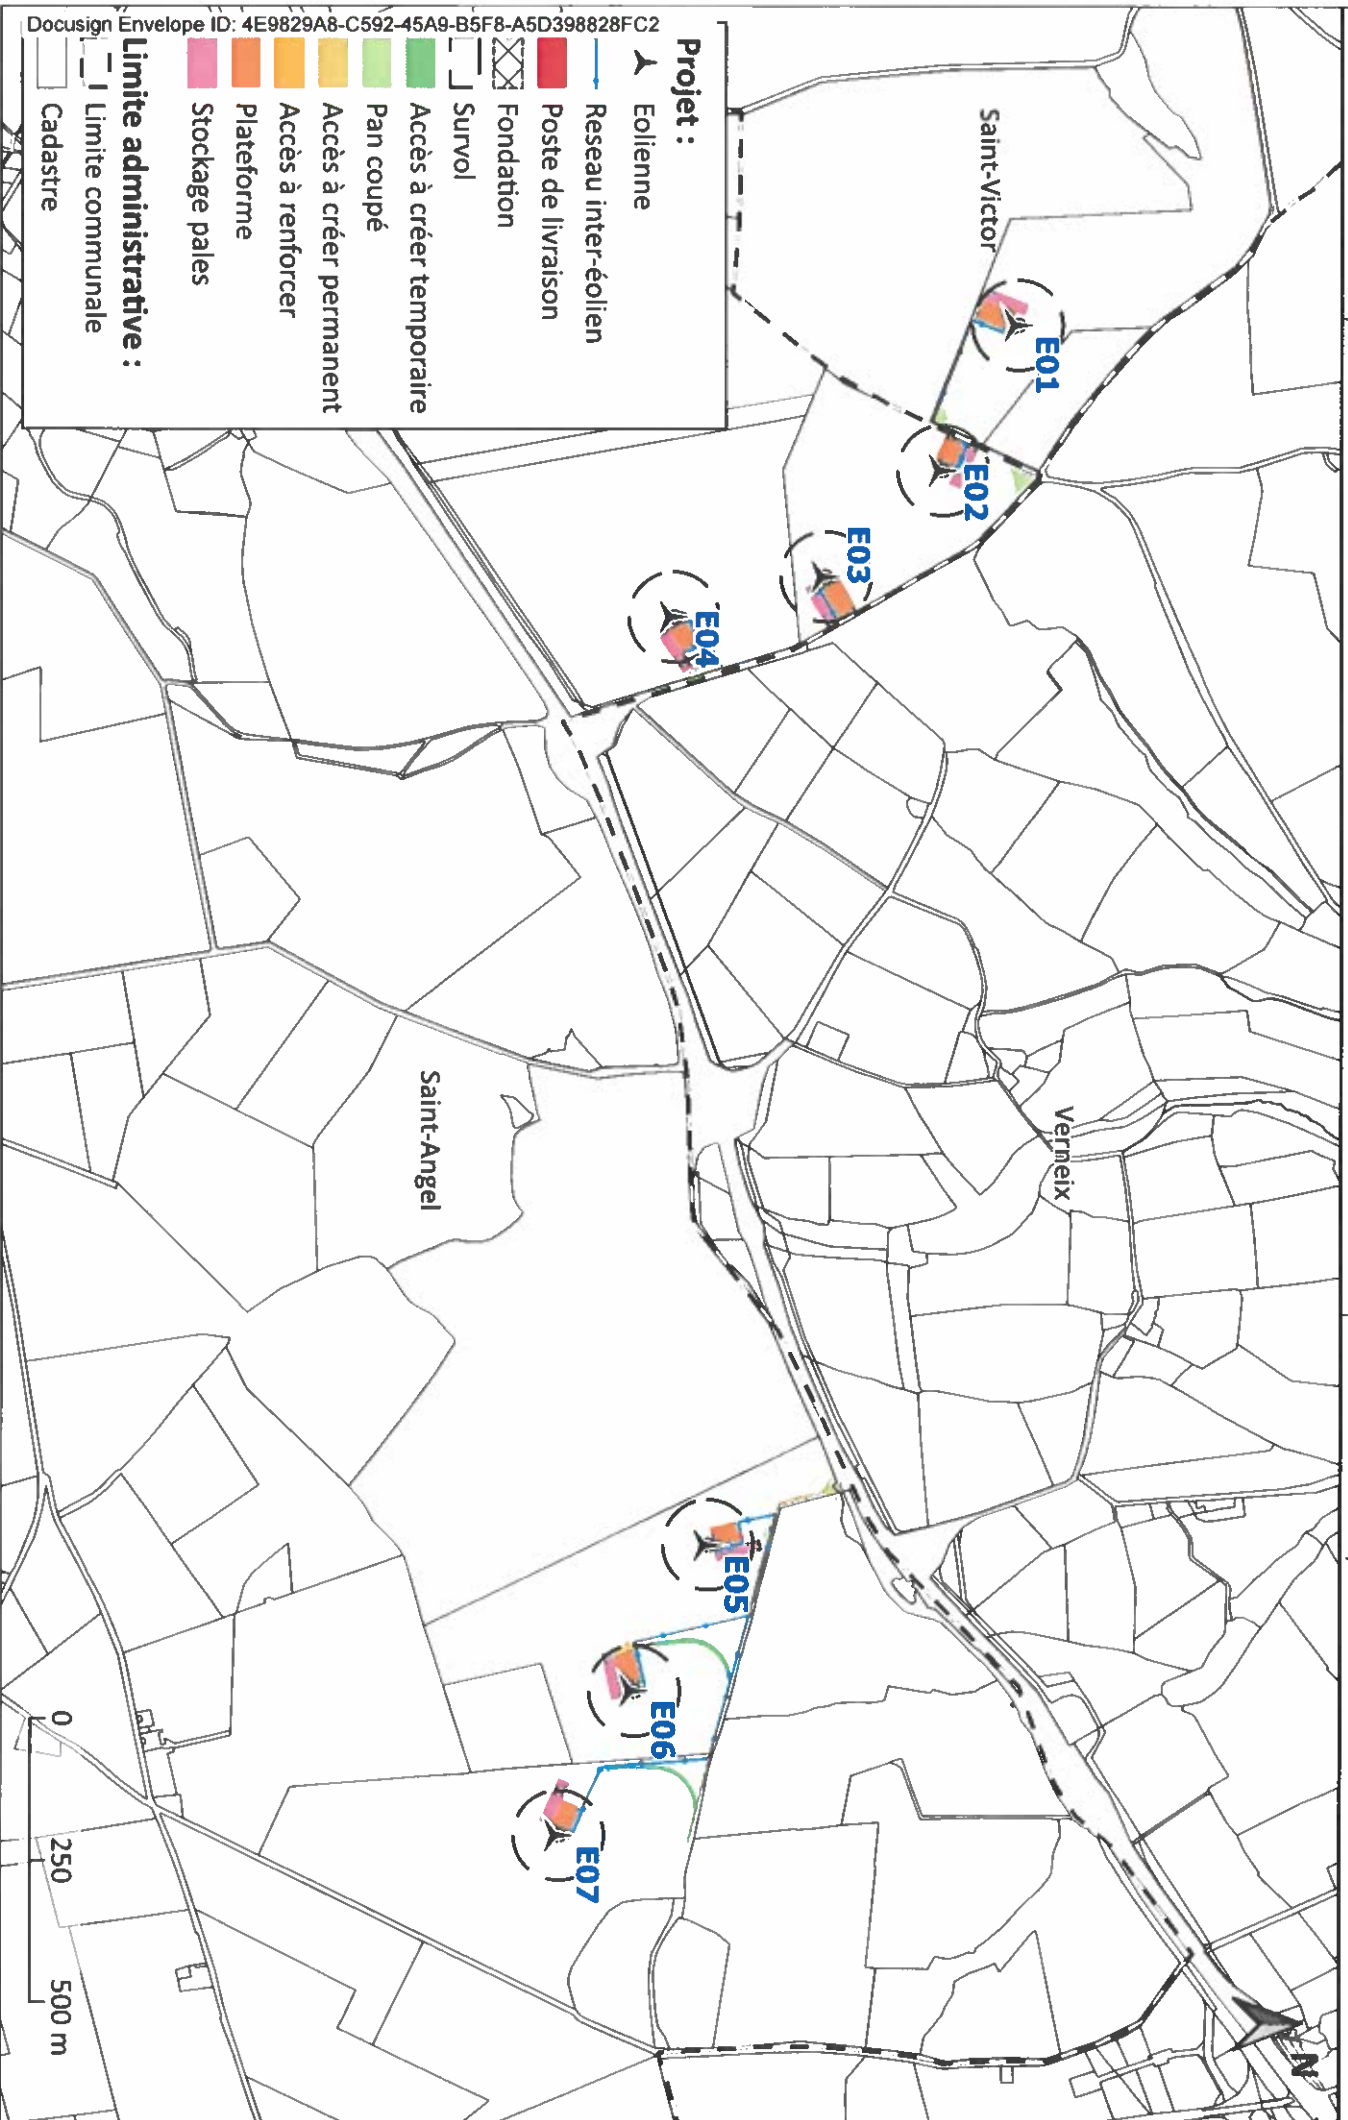 Docusign Envelope ID: 4E9829A8-C592-45A9-B5F8-A5D398828FC2
Projet :
Eolienne
Reseau inter-éolien
Poste de livraison
Fondation
Survol
Accès à créer temporaire
Pan coupé
Accès à créer permanent
Accès à renforcer
Plateforme
Stockage pales
Limite administrative :
Limite communale
Cadastre
Saint-Victor
E01
E02
E03
E04
Verneix
Saint-Angel
E05
E06
E07
0 250 500 m
N